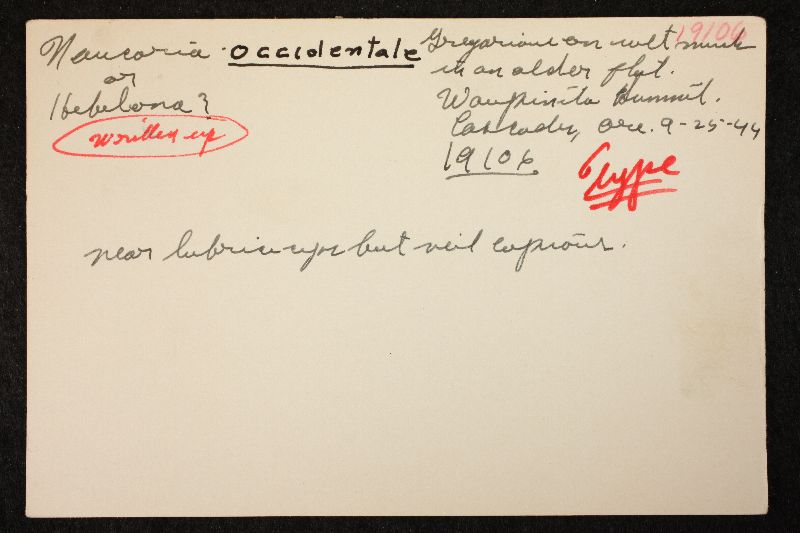 Naucoria occidentale
or
Hebeloma?
Written up
19106
Gregarious on wet muck
in an alder flat.
Waupinita Summit.
Cascades, Ore. 9-25-44
19106
Type
near lubriceps but veil copious.